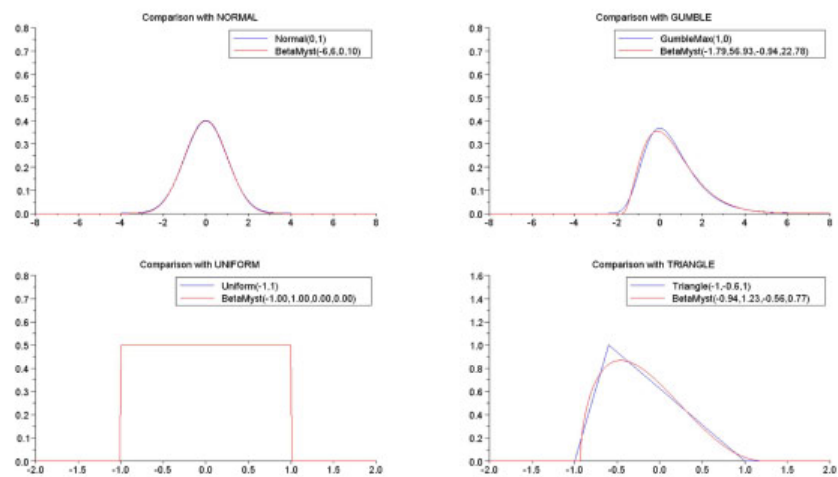 Comparison with NORMAL
0.8
0.7
0.6
0.5
0.4
0.3
0.2
0.1
0.0
-8 -6 -4 -2 0 2 4 6 8
Normal(0,1)
BetaMyst(-6,6,0,10)
Comparison with GUMBLE
0.8
0.7
0.6
0.5
0.4
0.3
0.2
0.1
0.0
-8 -6 -4 -2 0 2 4 6 8
GumbleMax(1,0)
BetaMyst(-1.79,56.93,-0.94,22.78)
Comparison with UNIFORM
0.8
0.7
0.6
0.5
0.4
0.3
0.2
0.1
0.0
-2.0 -1.5 -1.0 -0.5 0.0 0.5 1.0 1.5 2.0
Uniform(-1,1)
BetaMyst(-1.00,1.00,0.00,0.00)
Comparison with TRIANGLE
1.6
1.4
1.2
1.0
0.8
0.6
0.4
0.2
0.0
-2.0 -1.5 -1.0 -0.5 0.0 0.5 1.0 1.5 2.0
Triangle(-1,-0.6,1)
BetaMyst(-0.94,1.23,-0.56,0.77)